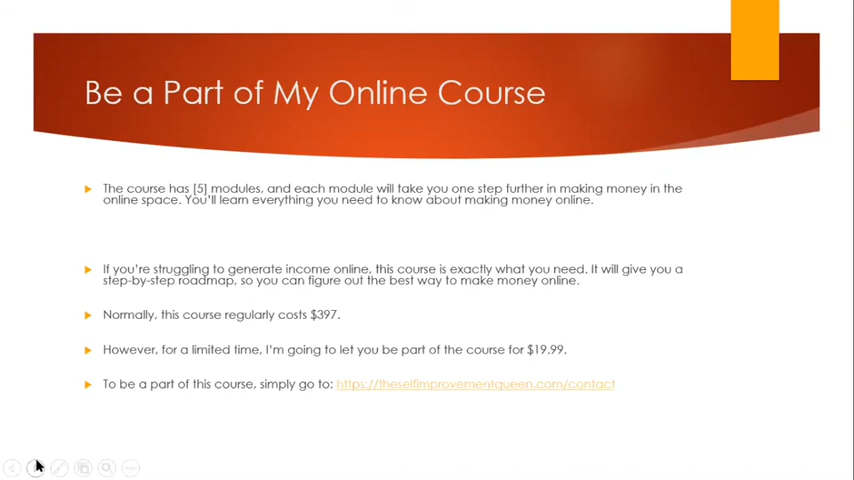 Be a Part of My Online Course
The course has [5] modules, and each module will take you one step further in making money in the
online space. You'll learn everything you need to know about making money online.
If you're struggling to generate income online, this course is exactly what you need. It will give you a
step-by-step roadmap, so you can figure out the best way to make money online.
Normally, this course regularly costs $397.
However, for a limited time, I'm going to let you be part of the course for $19.99.
To be a part of this course, simply go to: https://theselfimprovementqueen.com/contact